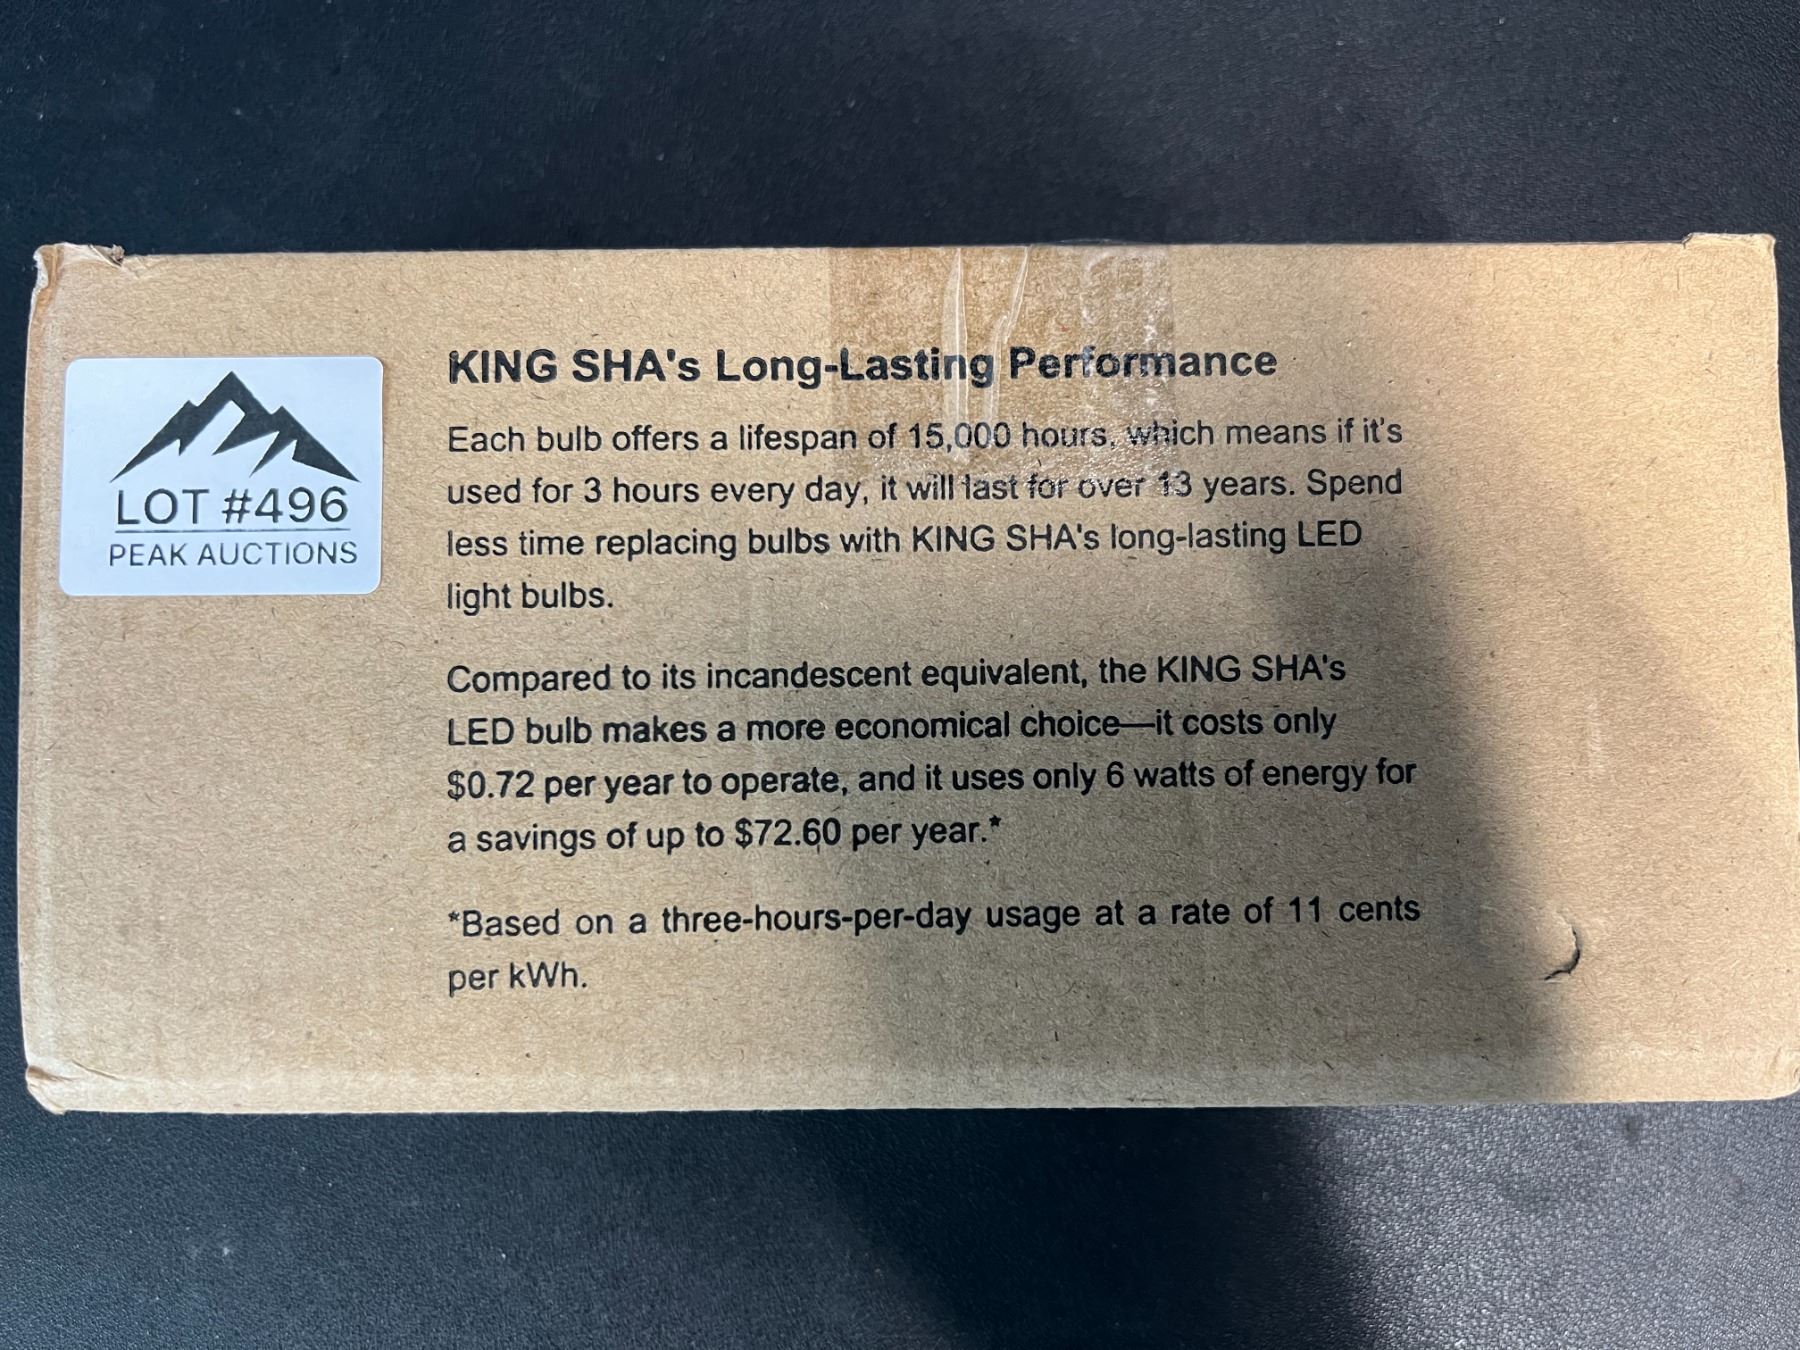 LOT #496
PEAK AUCTIONS
KING SHA's Long-Lasting Performance
Each bulb offers a lifespan of 15,000 hours, which means if it's
used for 3 hours every day, it will last for over 13 years. Spend
less time replacing bulbs with KING SHA's long-lasting LED
light bulbs.
Compared to its incandescent equivalent, the KING SHA's
LED bulb makes a more economical choice—it costs only
$0.72 per year to operate, and it uses only 6 watts of energy for
a savings of up to $72.60 per year.*
*Based on a three-hours-per-day usage at a rate of 11 cents
per kWh.